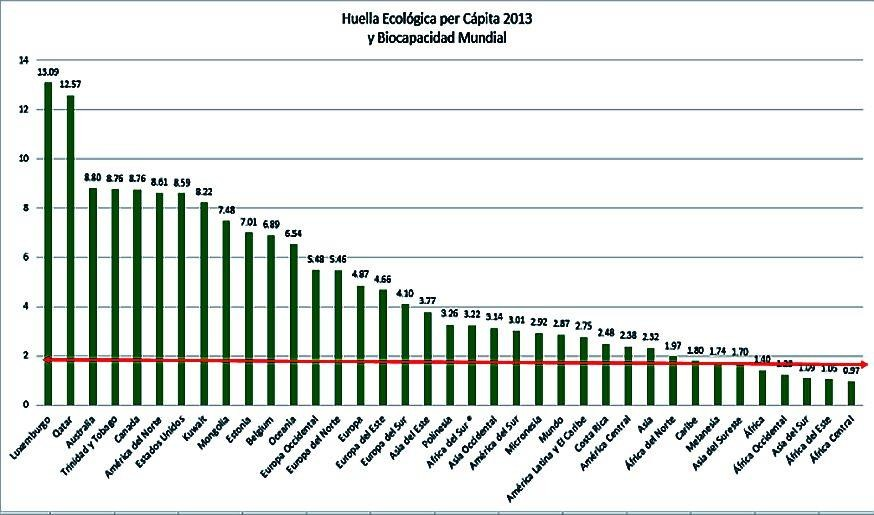 Huella Ecológica per Cápita 2013
y Biocapacidad Mundial
14
12
10
8
6
4
2
0
13.09
12.57
8.80
8.76
8.76
8.61
8.59
8.22
7.48
7.01
6.89
6.54
5.48
5.46
4.87
4.66
4.10
3.77
3.26
3.22
3.14
3.01
2.92
2.87
2.75
2.48
2.38
2.32
1.97
1.80
1.74
1.70
1.40
1.09
1.05
0.97
Luxemburgo
Qatar
Australia
Trinidad y Tobago
Canada
América del Norte
Estados Unidos
Kuwait
Mongolia
Estonia
Belgium
Oceania
Europa Occidental
Europa del Norte
Europa
Europa del Este
Europa del Sur
Asia del Este
Polinesia
Africa del Sur *
Asia Occidental
América del Sur
Micronesia
Mundo
América Latina y El Caribe
Costa Rica
América Central
Asia
África del Norte
Caribe
Melanesia
Asia del Sureste
África
África Occidental
Asia del Sur
África del Este
África Central